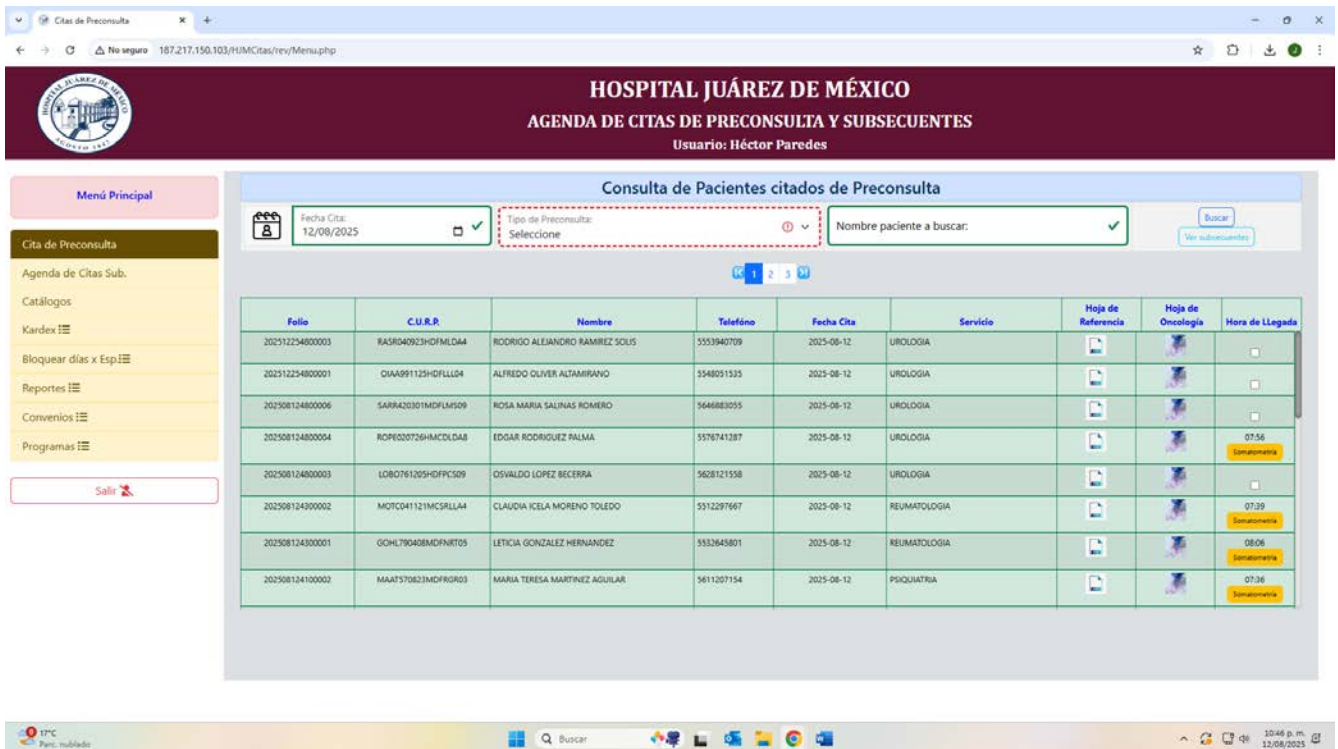 Citas de Preconsulta
No seguro 187.217.150.103/HJMCitas/rev/Menu.php
HOSPITAL JUÁREZ DE MÉXICO
AGOSTO 1847
HOSPITAL JUÁREZ DE MÉXICO
AGENDA DE CITAS DE PRECONSULTA Y SUBSECUENTES
Usuario: Héctor Paredes
Menú Principal
Cita de Preconsulta
Agenda de Citas Sub.
Catálogos
Kardex
Bloquear días x Esp.
Reportes
Convenios
Programas
Salir
Consulta de Pacientes citados de Preconsulta
Fecha Cita: 12/08/2025
Tipo de Preconsulta: Seleccione
Nombre paciente a buscar:
Buscar
Ver subsecuentes
1 2 3
Folio C.U.R.P. Nombre Telefóno Fecha Cita Servicio Hoja de Referencia Hoja de Oncología Hora de LLegada
202512254800003 RASR040923HDFMLDA4 RODRIGO ALEJANDRO RAMIREZ SOLIS 5553940709 2025-08-12 UROLOGIA
202512254800001 OIAA991125HDFLLL04 ALFREDO OLIVER ALTAMIRANO 5548051535 2025-08-12 UROLOGIA
202508124800006 SARR420301MDFLMS09 ROSA MARIA SALINAS ROMERO 5646883055 2025-08-12 UROLOGIA
202508124800004 ROPE020726HMCDLDA8 EDGAR RODRIGUEZ PALMA 5576741287 2025-08-12 UROLOGIA 07:56 Somatometría
202508124800003 LOBO761205HDFPCS09 OSVALDO LOPEZ BECERRA 5628121558 2025-08-12 UROLOGIA
202508124300002 MOTC041121MCSRLLA4 CLAUDIA ICELA MORENO TOLEDO 5512297667 2025-08-12 REUMATOLOGIA 07:39 Somatometría
202508124300001 GOHL790408MDFNRT05 LETICIA GONZALEZ HERNANDEZ 5532645801 2025-08-12 REUMATOLOGIA 08:06 Somatometría
202508124100002 MAAT570823MDFRGR03 MARIA TERESA MARTINEZ AGUILAR 5611207154 2025-08-12 PSIQUIATRIA 07:36 Somatometría
17°C
Parc. nublado
Buscar
10:46 p. m.
12/08/2025